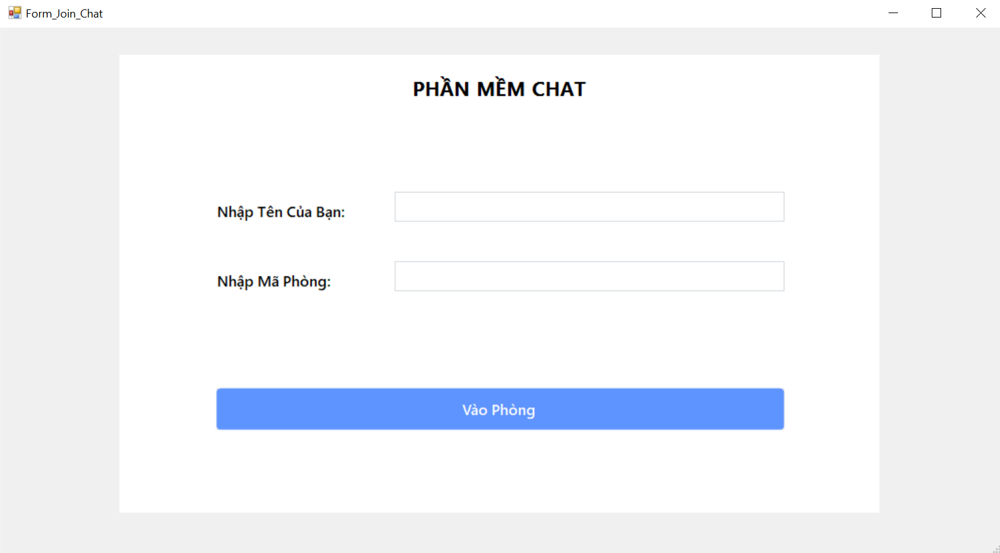 Form_Join_Chat
PHẦN MỀM CHAT
Nhập Tên Của Bạn:
Nhập Mã Phòng:
Vào Phòng